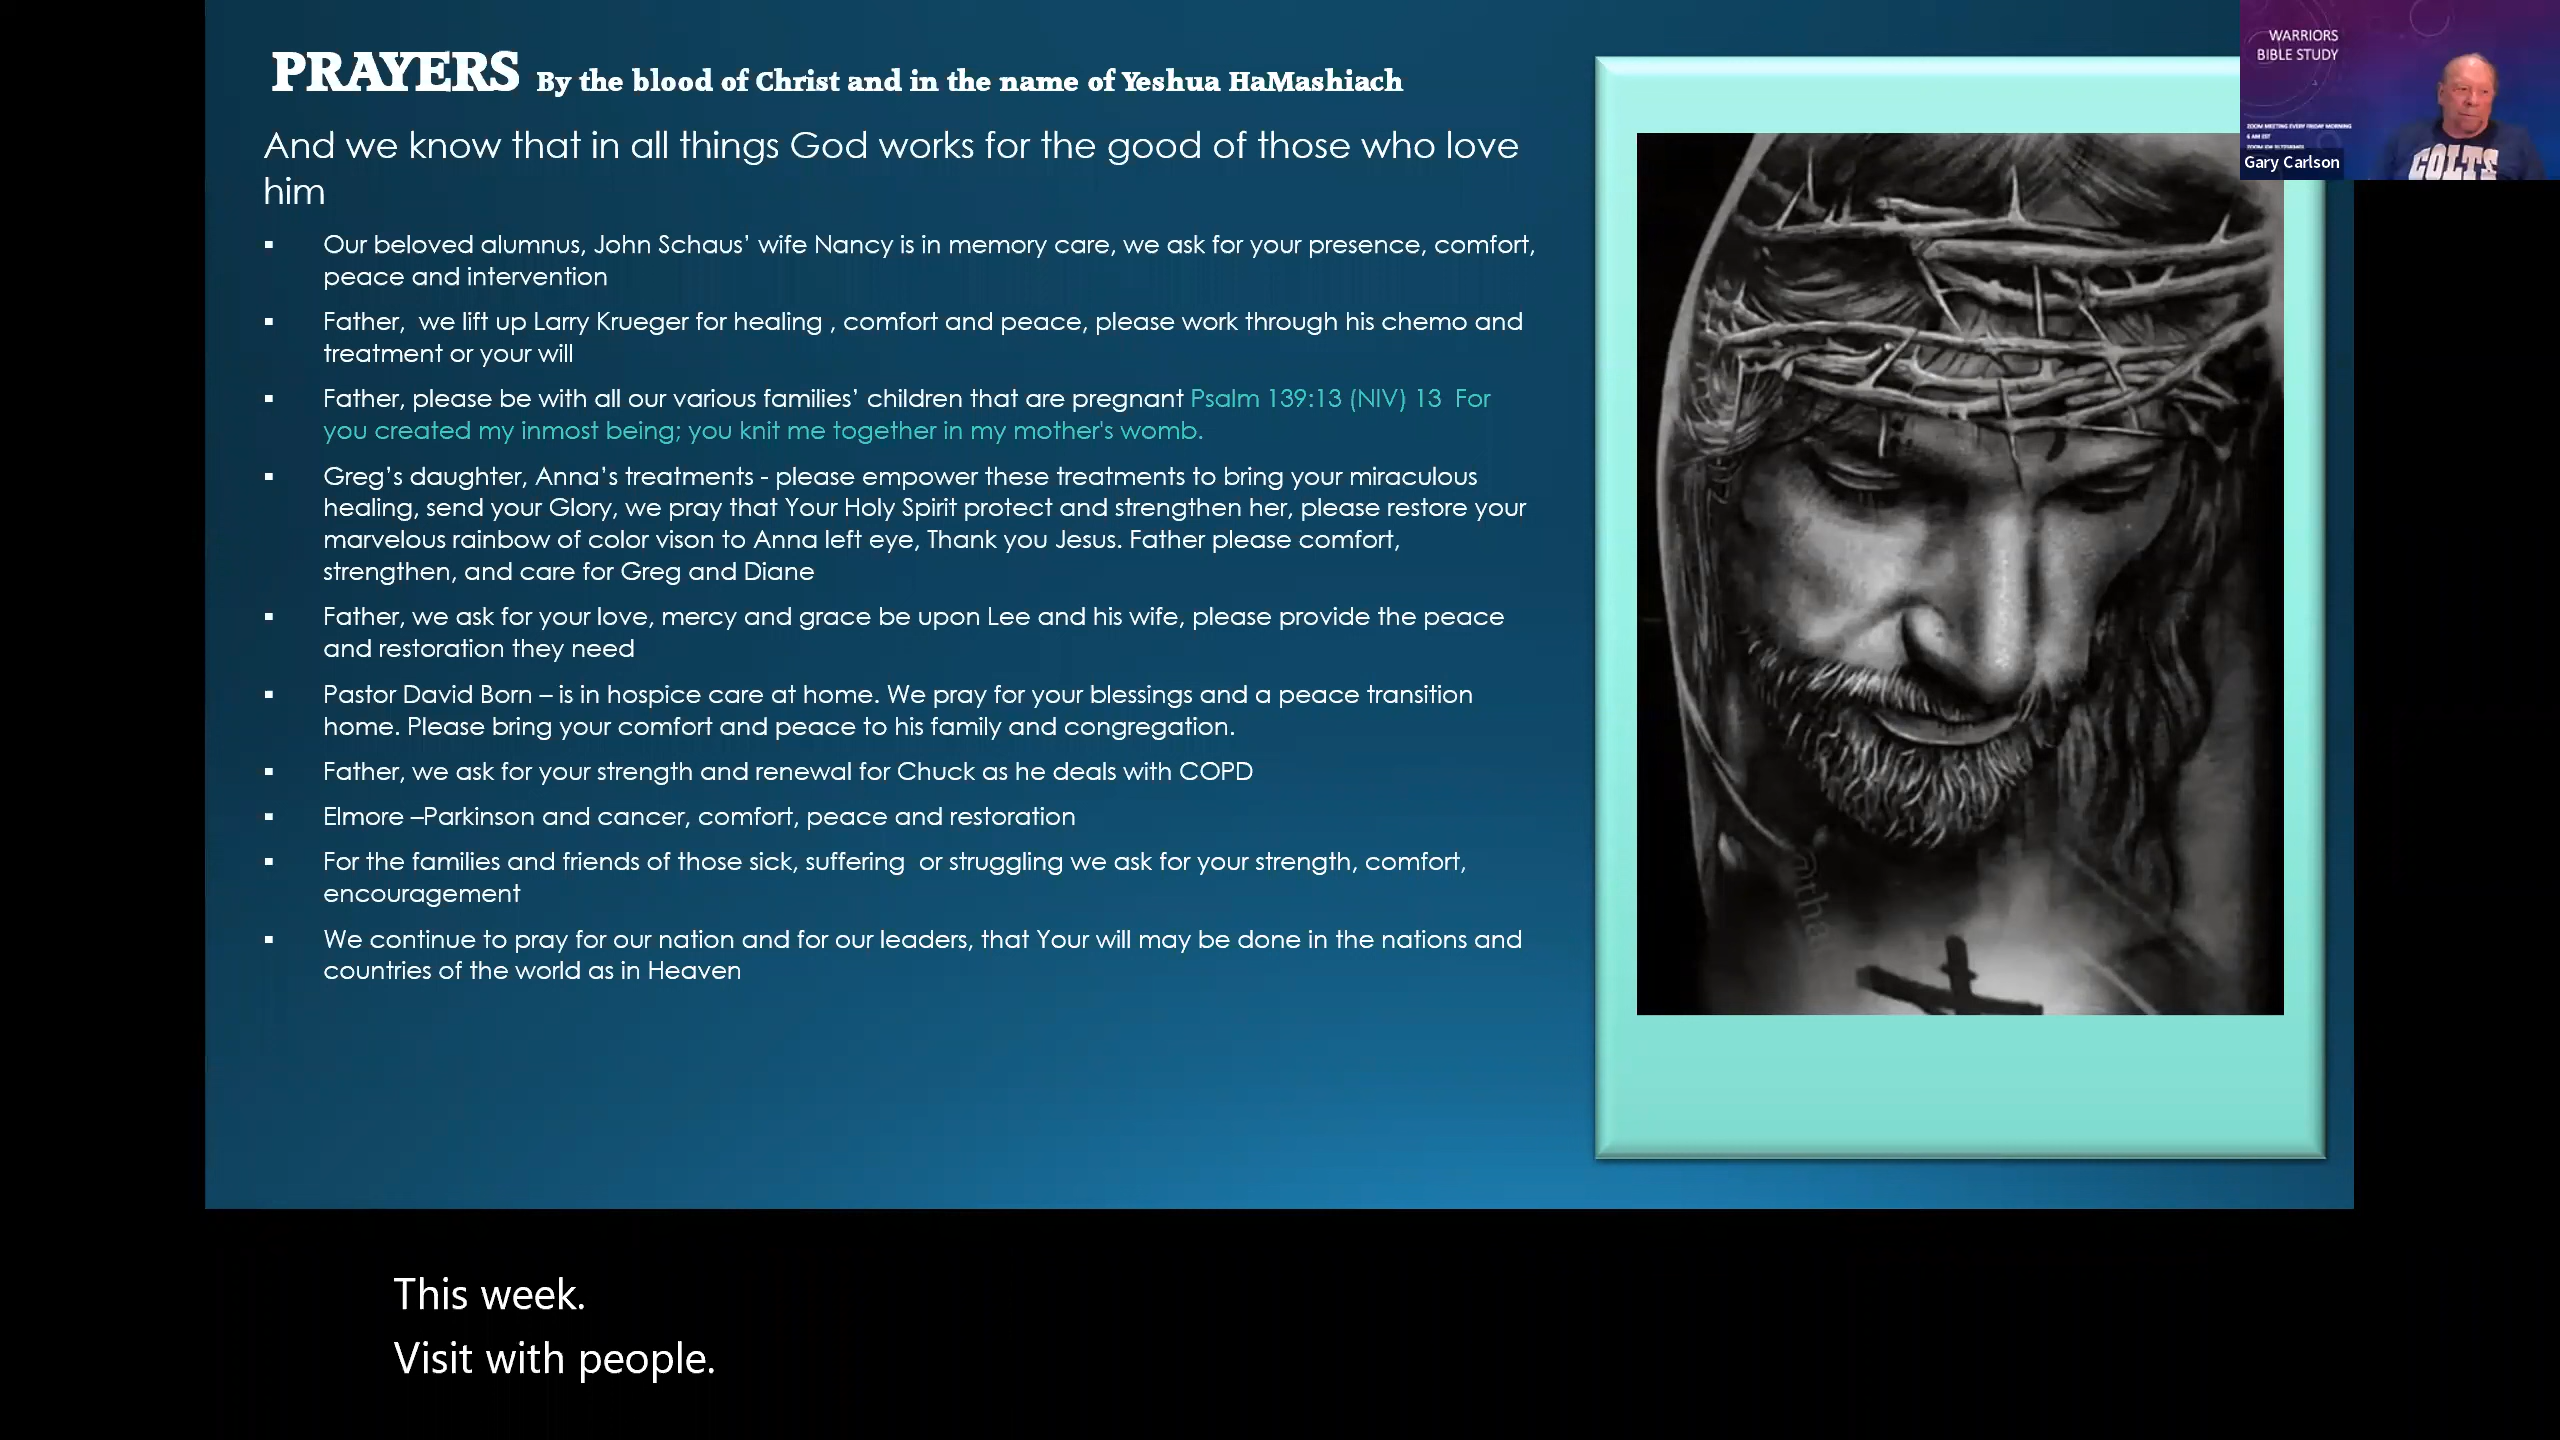 PRAYERS By the blood of Christ and in the name of Yeshua HaMashiach
And we know that in all things God works for the good of those who love
him
▪ Our beloved alumnus, John Schaus’ wife Nancy is in memory care, we ask for your presence, comfort,
peace and intervention
▪ Father,  we lift up Larry Krueger for healing , comfort and peace, please work through his chemo and
treatment or your will
▪ Father, please be with all our various families’ children that are pregnant Psalm 139:13 (NIV) 13  For
you created my inmost being; you knit me together in my mother's womb.
▪ Greg’s daughter, Anna’s treatments - please empower these treatments to bring your miraculous
healing, send your Glory, we pray that Your Holy Spirit protect and strengthen her, please restore your
marvelous rainbow of color vison to Anna left eye, Thank you Jesus. Father please comfort,
strengthen, and care for Greg and Diane
▪ Father, we ask for your love, mercy and grace be upon Lee and his wife, please provide the peace
and restoration they need
▪ Pastor David Born – is in hospice care at home. We pray for your blessings and a peace transition
home. Please bring your comfort and peace to his family and congregation.
▪ Father, we ask for your strength and renewal for Chuck as he deals with COPD
▪ Elmore –Parkinson and cancer, comfort, peace and restoration
▪ For the families and friends of those sick, suffering  or struggling we ask for your strength, comfort,
encouragement
▪ We continue to pray for our nation and for our leaders, that Your will may be done in the nations and
countries of the world as in Heaven
WARRIORS
BIBLE STUDY
ZOOM MEETING EVERY FRIDAY MORNING
6 AM EST
Gary Carlson
COLTS
This week.
Visit with people.